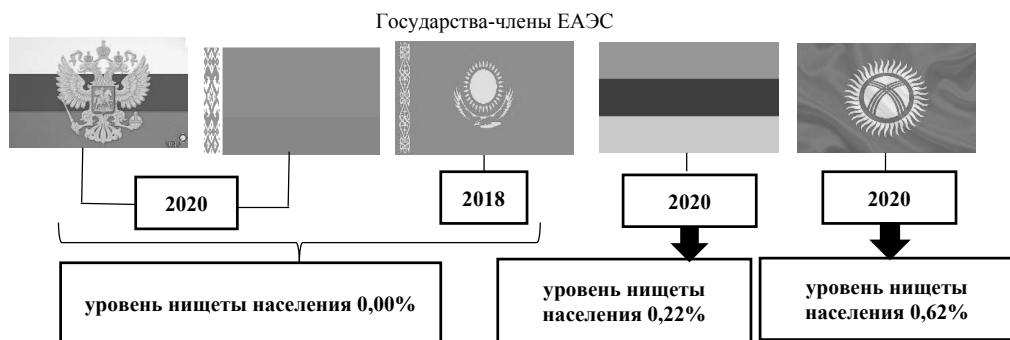 Государства-члены ЕАЭС
2020
2018
2020
2020
уровень нищеты населения 0,00%
уровень нищеты
населения 0,22%
уровень нищеты
населения 0,62%